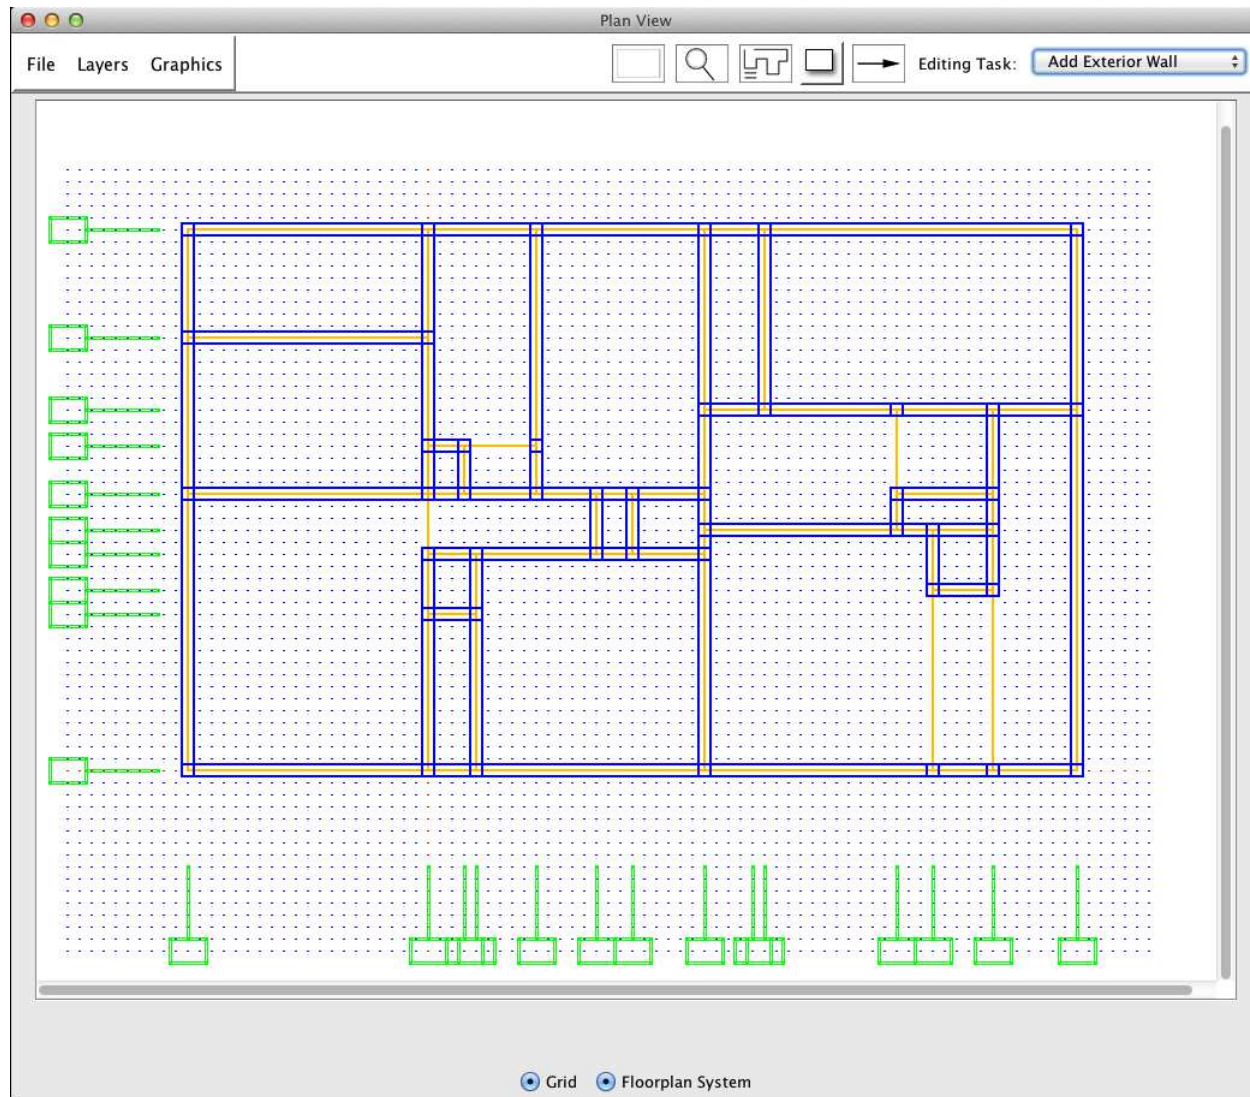 Plan View
File Layers Graphics Editing Task: Add Exterior Wall
Grid Floorplan System